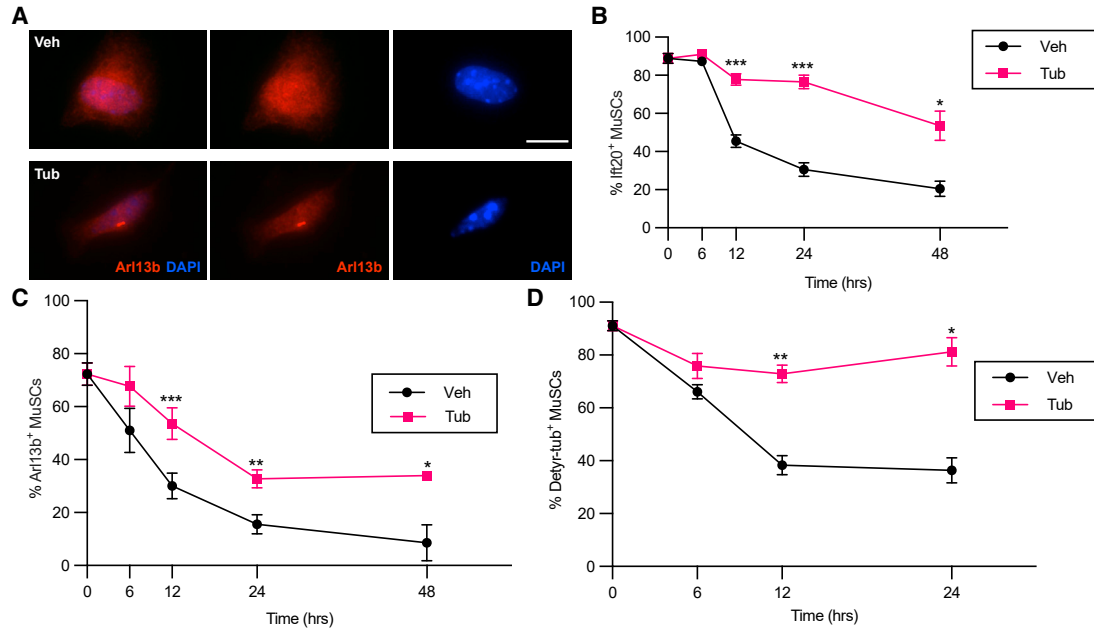 A
Veh
Tub
Arl13b DAPI
Arl13b
DAPI
B
100
80
60
40
20
0
% Ift20⁺ MuSCs
***
***
*
0 6 12 24 48
Time (hrs)
Veh
Tub
C
100
80
60
40
20
0
% Arl13b⁺ MuSCs
***
**
*
0 6 12 24 48
Time (hrs)
Veh
Tub
D
100
80
60
40
20
0
% Detyr-tub⁺ MuSCs
**
*
0 6 12 24
Time (hrs)
Veh
Tub